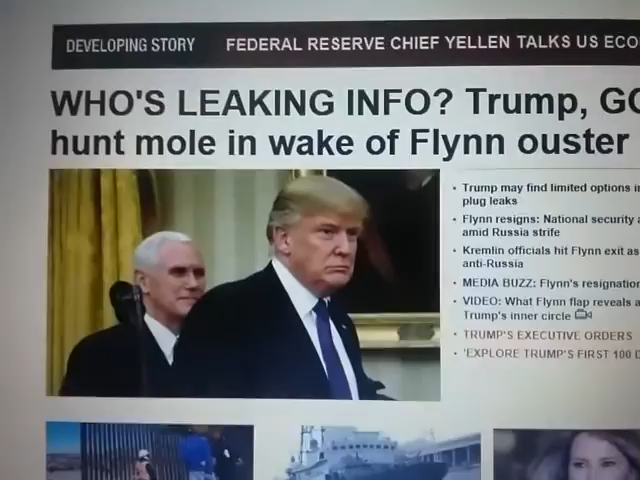 DEVELOPING STORY FEDERAL RESERVE CHIEF YELLEN TALKS US ECO
WHO'S LEAKING INFO? Trump, GO
hunt mole in wake of Flynn ouster
Trump may find limited options i
plug leaks
Flynn resigns: National security a
amid Russia strife
Kremlin officials hit Flynn exit as
anti-Russia
MEDIA BUZZ: Flynn's resignation
VIDEO: What Flynn flap reveals a
Trump's inner circle
TRUMP'S EXECUTIVE ORDERS
'EXPLORE TRUMP'S FIRST 100 D